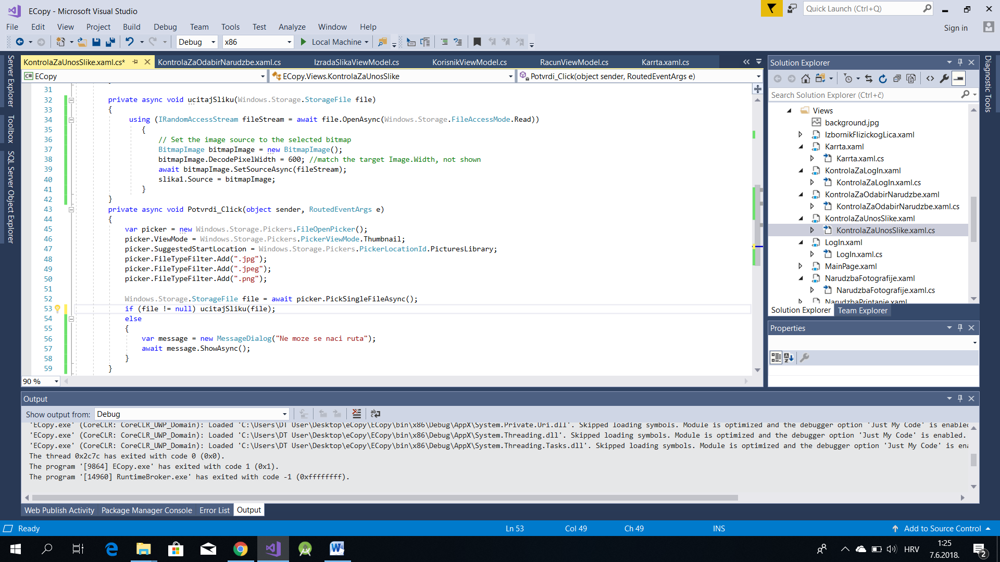 ECopy - Microsoft Visual Studio
Quick Launch (Ctrl+Q)
File Edit View Project Build Debug Team Tools Test Analyze Window Help
Sign in
Debug x86 Local Machine
Server Explorer
Toolbox
SQL Server Object Explorer
KontrolaZaUnosSlike.xaml.cs* KontrolaZaOdabirNarudzbe.xaml.cs IzradaSlikaViewModel.cs KorisnikViewModel.cs RacunViewModel.cs Karrta.xaml.cs
C# ECopy ECopy.Views.KontrolaZaUnosSlike Potvrdi_Click(object sender, RoutedEventArgs e)
31
32 private async void ucitajSliku(Windows.Storage.StorageFile file)
33 {
34 using (IRandomAccessStream fileStream = await file.OpenAsync(Windows.Storage.FileAccessMode.Read))
35 {
36 // Set the image source to the selected bitmap
37 BitmapImage bitmapImage = new BitmapImage();
38 bitmapImage.DecodePixelWidth = 600; //match the target Image.Width, not shown
39 await bitmapImage.SetSourceAsync(fileStream);
40 slika1.Source = bitmapImage;
41 }
42 }
43 private async void Potvrdi_Click(object sender, RoutedEventArgs e)
44 {
45 var picker = new Windows.Storage.Pickers.FileOpenPicker();
46 picker.ViewMode = Windows.Storage.Pickers.PickerViewMode.Thumbnail;
47 picker.SuggestedStartLocation = Windows.Storage.Pickers.PickerLocationId.PicturesLibrary;
48 picker.FileTypeFilter.Add(".jpg");
49 picker.FileTypeFilter.Add(".jpeg");
50 picker.FileTypeFilter.Add(".png");
51
52 Windows.Storage.StorageFile file = await picker.PickSingleFileAsync();
53 if (file != null) ucitajSliku(file);
54 else
55 {
56 var message = new MessageDialog("Ne moze se naci ruta");
57 await message.ShowAsync();
58 }
59 }
90 %
Solution Explorer
Search Solution Explorer (Ctrl+č)
Views
background.jpg
IzbornikFIizickogLica.xaml
Karrta.xaml
Karrta.xaml.cs
KontrolaZaLogIn.xaml
KontrolaZaLogIn.xaml.cs
KontrolaZaOdabirNarudzbe.xaml
KontrolaZaOdabirNarudzbe.xaml.cs
KontrolaZaUnosSlike.xaml
KontrolaZaUnosSlike.xaml.cs
LogIn.xaml
LogIn.xaml.cs
MainPage.xaml
NarudzbaFotografije.xaml
NarudzbaFotografije.xaml.cs
NarudzbaPrintanje.xaml
Solution Explorer Team Explorer
Properties
Diagnostic Tools
Output
Show output from: Debug
'ECopy.exe' (CoreCLR: CoreCLR_UWP_Domain): Loaded 'C:\Users\DT User\Desktop\eCopy\ECopy\bin\x86\Debug\AppX\System.Private.Uri.dll'. Skipped loading symbols. Module is optimized and the debugger option 'Just My Code' is enabled
'ECopy.exe' (CoreCLR: CoreCLR_UWP_Domain): Loaded 'C:\Users\DT User\Desktop\eCopy\ECopy\bin\x86\Debug\AppX\System.Threading.dll'. Skipped loading symbols. Module is optimized and the debugger option 'Just My Code' is enabled.
'ECopy.exe' (CoreCLR: CoreCLR_UWP_Domain): Loaded 'C:\Users\DT User\Desktop\eCopy\ECopy\bin\x86\Debug\AppX\System.Threading.Tasks.dll'. Skipped loading symbols. Module is optimized and the debugger option 'Just My Code' is ena
The thread 0x2c7c has exited with code 0 (0x0).
The program '[9864] ECopy.exe' has exited with code 1 (0x1).
The program '[14960] RuntimeBroker.exe' has exited with code -1 (0xffffffff).
Web Publish Activity Package Manager Console Error List Output
Ready Ln 53 Col 49 Ch 49 INS Add to Source Control
HRV 1:25
7.6.2018. 2